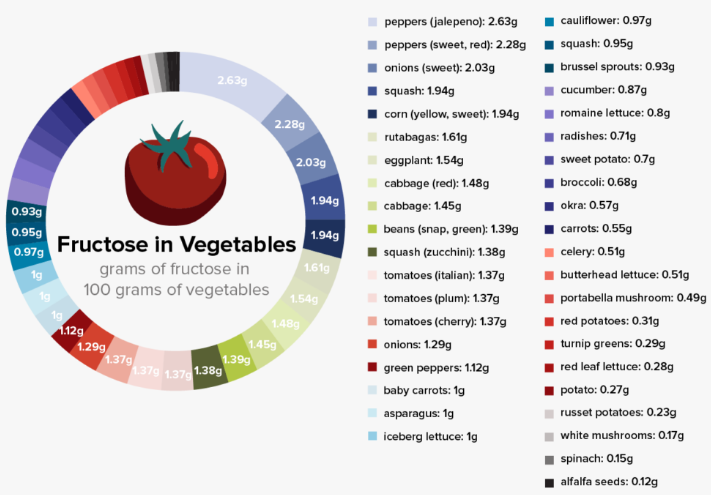 2.63g
2.28g
2.03g
1.94g
1.94g
1.61g
1.54g
1.48g
1.45g
1.39g
1.38g
1.37g
1.37g
1.37g
1.29g
1.12g
1g
1g
1g
0.97g
0.95g
0.93g
Fructose in Vegetables
grams of fructose in
100 grams of vegetables
peppers (jalepeno): 2.63g
peppers (sweet, red): 2.28g
onions (sweet): 2.03g
squash: 1.94g
corn (yellow, sweet): 1.94g
rutabagas: 1.61g
eggplant: 1.54g
cabbage (red): 1.48g
cabbage: 1.45g
beans (snap, green): 1.39g
squash (zucchini): 1.38g
tomatoes (italian): 1.37g
tomatoes (plum): 1.37g
tomatoes (cherry): 1.37g
onions: 1.29g
green peppers: 1.12g
baby carrots: 1g
asparagus: 1g
iceberg lettuce: 1g
cauliflower: 0.97g
squash: 0.95g
brussel sprouts: 0.93g
cucumber: 0.87g
romaine lettuce: 0.8g
radishes: 0.71g
sweet potato: 0.7g
broccoli: 0.68g
okra: 0.57g
carrots: 0.55g
celery: 0.51g
butterhead lettuce: 0.51g
portabella mushroom: 0.49g
red potatoes: 0.31g
turnip greens: 0.29g
red leaf lettuce: 0.28g
potato: 0.27g
russet potatoes: 0.23g
white mushrooms: 0.17g
spinach: 0.15g
alfalfa seeds: 0.12g